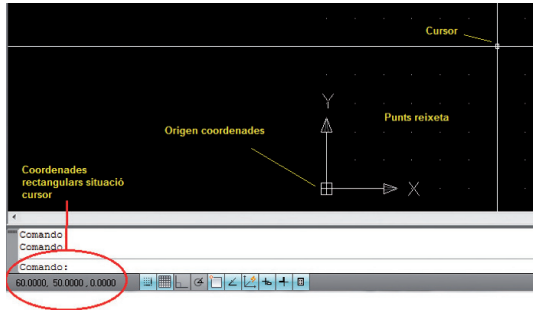 Cursor
Y
Punts reixeta
Origen coordenades
Coordenades
rectangulars situació
cursor
X
Comando
Comando
Comando:
60.0000, 50.0000 , 0.0000